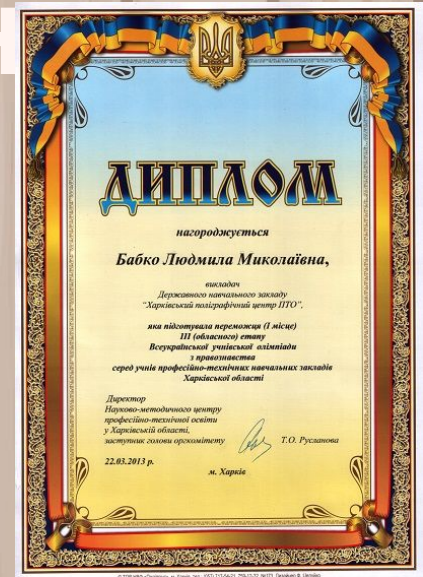 ДИПЛОМ
нагороджується
Бабко Людмила Миколаївна,
викладач
Державного навчального закладу
"Харківський поліграфічний центр ПТО",
яка підготувала переможця (І місце)
ІІІ (обласного) етапу
Всеукраїнської учнівської олімпіади
з правознавства
серед учнів професійно-технічних навчальних закладів
Харківської області
Директор
Науково-методичного центру
професійно-технічної освіти
у Харківській області,
заступник голови оргкомітету Т.О. Русланова
22.03.2013 р.
м. Харків